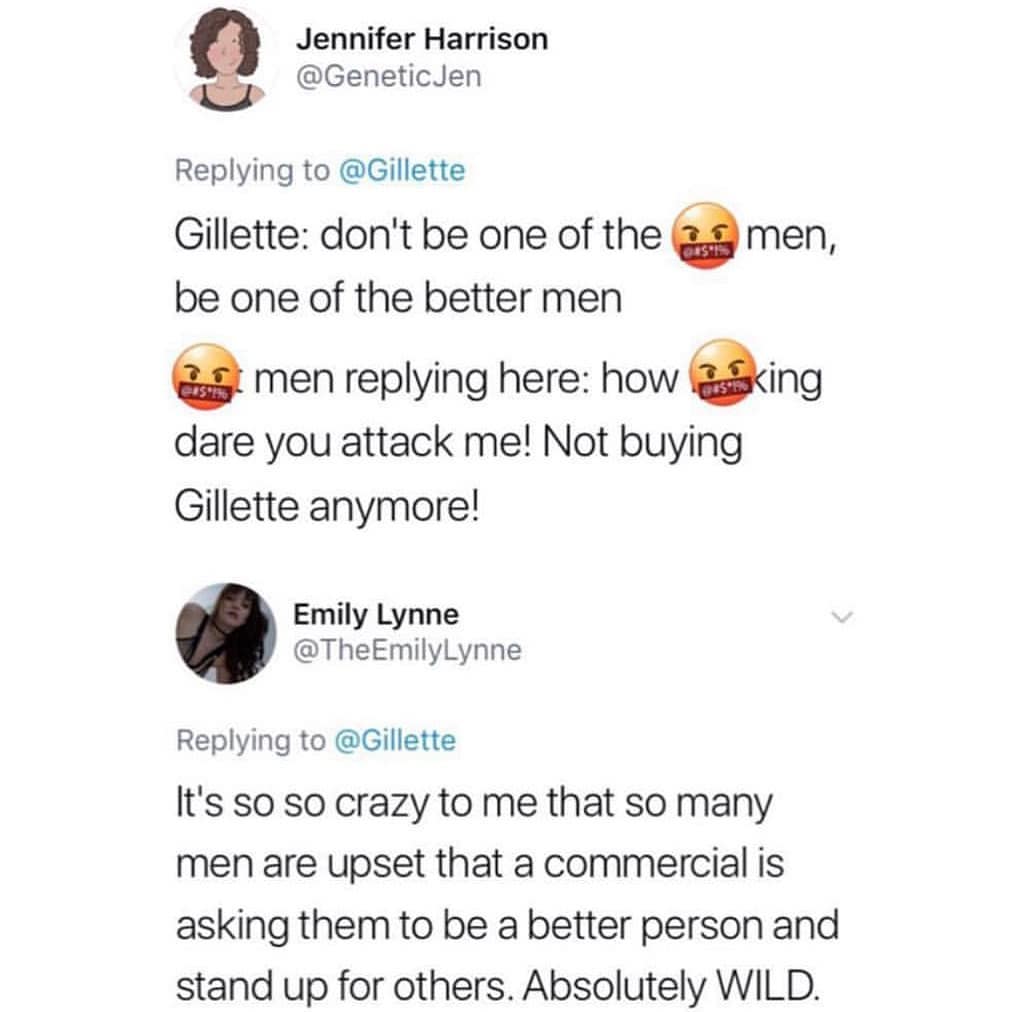 Jennifer Harrison
@GeneticJen
Replying to @Gillette
Gillette: don't be one of the 🤬 men,
be one of the better men
🤬 men replying here: how 🤬king
dare you attack me! Not buying
Gillette anymore!
Emily Lynne
@TheEmilyLynne
Replying to @Gillette
It's so so crazy to me that so many
men are upset that a commercial is
asking them to be a better person and
stand up for others. Absolutely WILD.